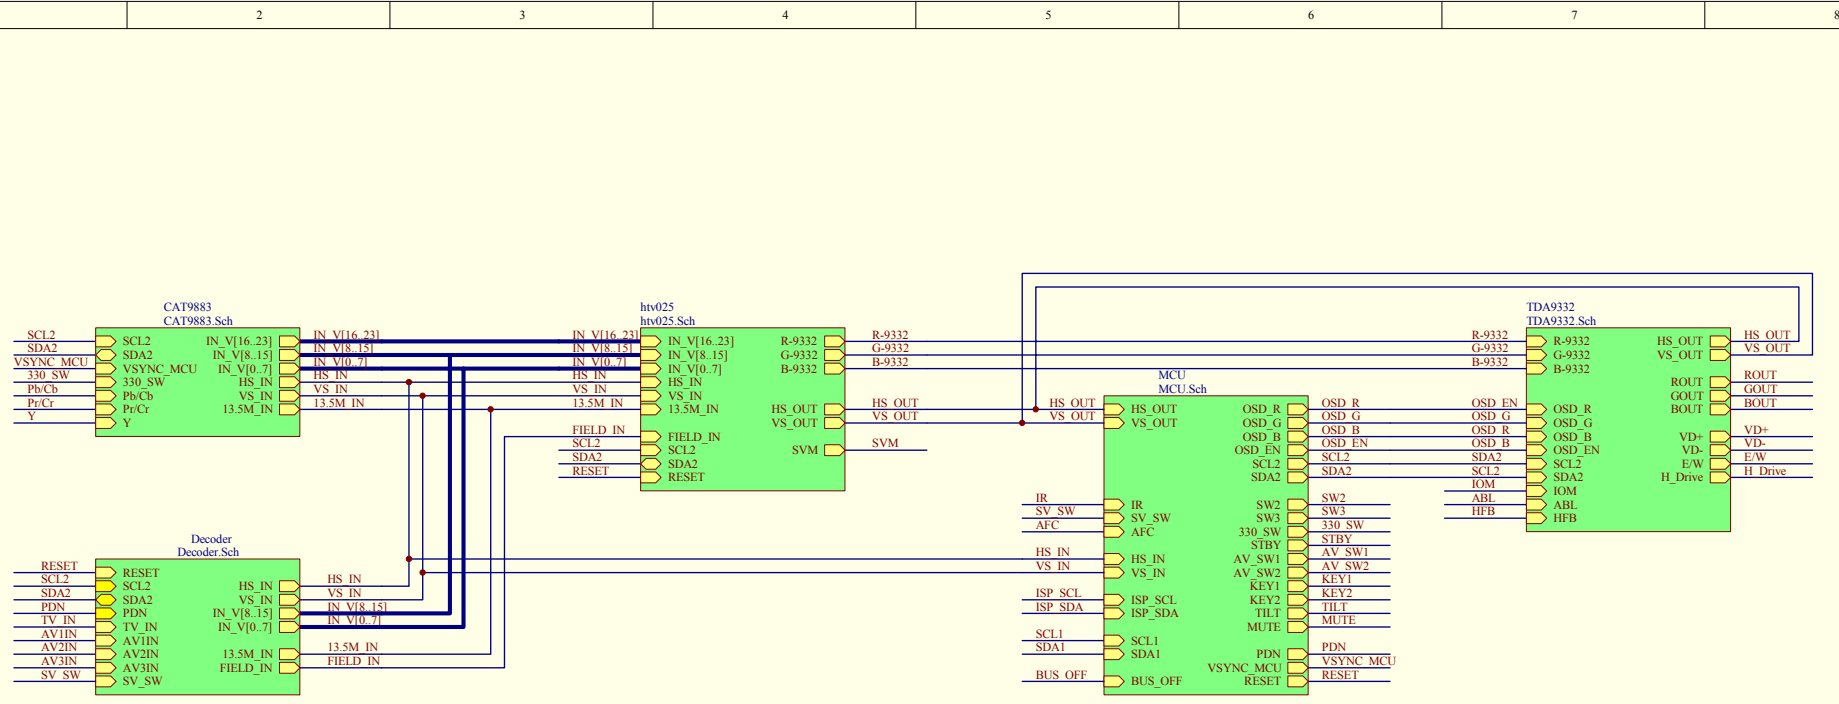 2 3 4 5 6 7 8
CAT9883
CAT9883.Sch
SCL2
SDA2
VSYNC_MCU
330_SW
Pb/Cb
Pr/Cr
Y
SCL2
SDA2
VSYNC_MCU
330_SW
Pb/Cb
Pr/Cr
Y
IN_V[16..23]
IN_V[8..15]
IN_V[0..7]
HS_IN
VS_IN
13.5M_IN
IN_V[16..23]
IN_V[8..15]
IN_V[0..7]
HS_IN
VS_IN
13.5M_IN
Decoder
Decoder.Sch
RESET
SCL2
SDA2
PDN
TV_IN
AV1IN
AV2IN
AV3IN
SV_SW
RESET
SCL2
SDA2
PDN
TV_IN
AV1IN
AV2IN
AV3IN
SV_SW
HS_IN
VS_IN
IN_V[8..15]
IN_V[0..7]
13.5M_IN
FIELD_IN
HS_IN
VS_IN
IN_V[8..15]
IN_V[0..7]
13.5M_IN
FIELD_IN
htv025
htv025.Sch
IN_V[16..23]
IN_V[8..15]
IN_V[0..7]
HS_IN
VS_IN
13.5M_IN
FIELD_IN
SCL2
SDA2
RESET
IN_V[16..23]
IN_V[8..15]
IN_V[0..7]
HS_IN
VS_IN
13.5M_IN
FIELD_IN
SCL2
SDA2
RESET
R-9332
G-9332
B-9332
HS_OUT
VS_OUT
SVM
R-9332
G-9332
B-9332
HS_OUT
VS_OUT
SVM
MCU
MCU.Sch
HS_OUT
VS_OUT
IR
SV_SW
AFC
HS_IN
VS_IN
ISP_SCL
ISP_SDA
SCL1
SDA1
BUS_OFF
HS_OUT
VS_OUT
IR
SV_SW
AFC
HS_IN
VS_IN
ISP_SCL
ISP_SDA
SCL1
SDA1
BUS_OFF
OSD_R
OSD_G
OSD_B
OSD_EN
SCL2
SDA2
SW2
SW3
330_SW
STBY
AV_SW1
AV_SW2
KEY1
KEY2
TILT
MUTE
PDN
VSYNC_MCU
RESET
OSD_R
OSD_G
OSD_B
OSD_EN
SCL2
SDA2
SW2
SW3
330_SW
STBY
AV_SW1
AV_SW2
KEY1
KEY2
TILT
MUTE
PDN
VSYNC_MCU
RESET
TDA9332
TDA9332.Sch
R-9332
G-9332
B-9332
OSD_EN
OSD_G
OSD_R
OSD_B
SDA2
SCL2
IOM
ABL
HFB
R-9332
G-9332
B-9332
OSD_R
OSD_G
OSD_B
OSD_EN
SCL2
SDA2
IOM
ABL
HFB
HS_OUT
VS_OUT
ROUT
GOUT
BOUT
VD+
VD-
E/W
H_Drive
HS_OUT
VS_OUT
ROUT
GOUT
BOUT
VD+
VD-
E/W
H_Drive